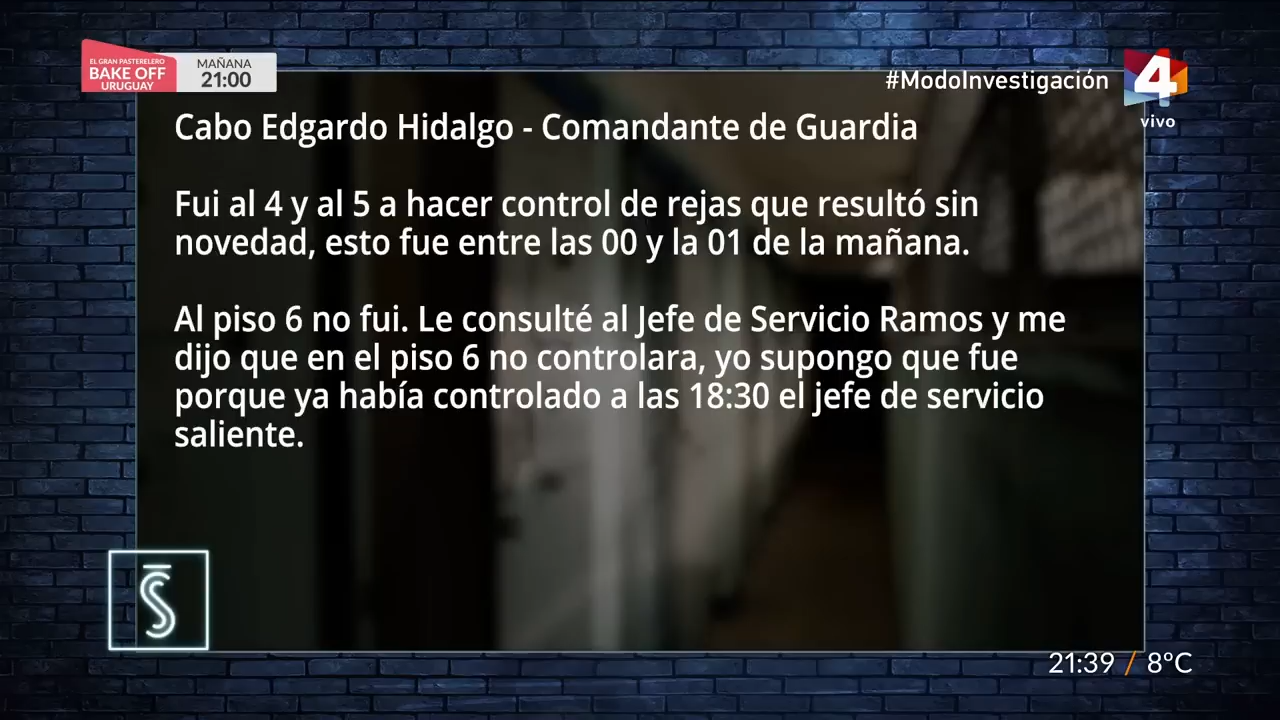 EL GRAN PASTERELERO
BAKE OFF
URUGUAY
MAÑANA
21:00
#ModoInvestigación
4
vivo
Cabo Edgardo Hidalgo - Comandante de Guardia
Fui al 4 y al 5 a hacer control de rejas que resultó sin
novedad, esto fue entre las 00 y la 01 de la mañana.
Al piso 6 no fui. Le consulté al Jefe de Servicio Ramos y me
dijo que en el piso 6 no controlara, yo supongo que fue
porque ya había controlado a las 18:30 el jefe de servicio
saliente.
S
21:39 / 8°C